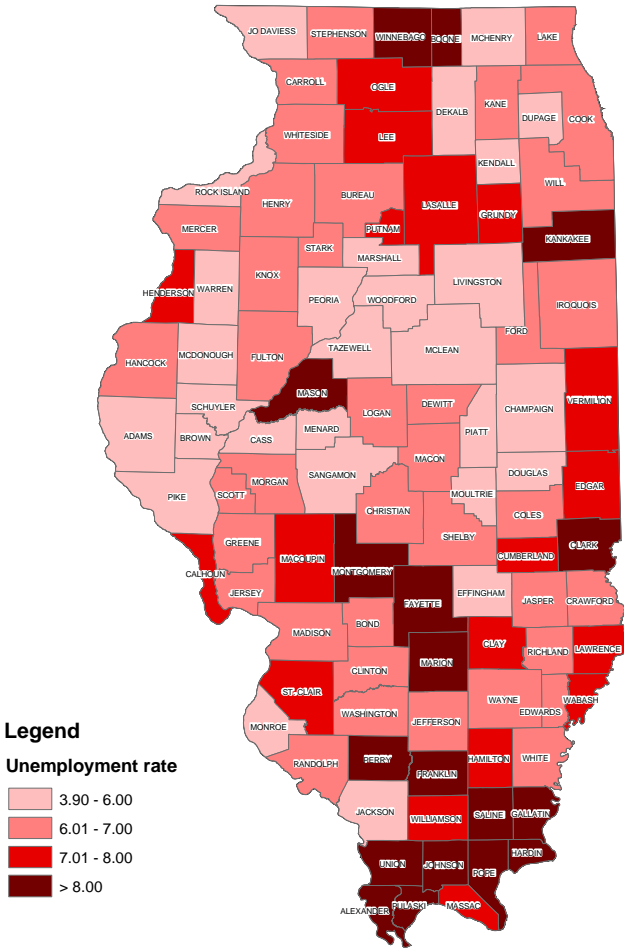 JO DAVIESS
STEPHENSON
WINNEBAGO
BOONE
MCHENRY
LAKE
CARROLL
OGLE
DEKALB
KANE
DUPAGE
COOK
WHITESIDE
LEE
KENDALL
WILL
ROCK ISLAND
HENRY
BUREAU
LASALLE
GRUNDY
MERCER
PUTNAM
KANKAKEE
STARK
MARSHALL
HENDERSON
WARREN
KNOX
PEORIA
WOODFORD
LIVINGSTON
IROQUOIS
FORD
HANCOCK
MCDONOUGH
FULTON
TAZEWELL
MCLEAN
MASON
VERMILION
SCHUYLER
LOGAN
DEWITT
CHAMPAIGN
ADAMS
BROWN
CASS
MENARD
PIATT
MACON
SANGAMON
DOUGLAS
PIKE
SCOTT
MORGAN
MOULTRIE
EDGAR
CHRISTIAN
COLES
GREENE
SHELBY
MACOUPIN
CUMBERLAND
CLARK
CALHOUN
MONTGOMERY
JERSEY
FAYETTE
EFFINGHAM
JASPER
CRAWFORD
MADISON
BOND
CLAY
RICHLAND
LAWRENCE
CLINTON
MARION
ST. CLAIR
WAYNE
EDWARDS
WABASH
MONROE
WASHINGTON
JEFFERSON
RANDOLPH
PERRY
HAMILTON
WHITE
FRANKLIN
JACKSON
WILLIAMSON
SALINE
GALLATIN
UNION
JOHNSON
POPE
HARDIN
ALEXANDER
PULASKI
MASSAC
Legend
Unemployment rate
3.90 - 6.00
6.01 - 7.00
7.01 - 8.00
> 8.00